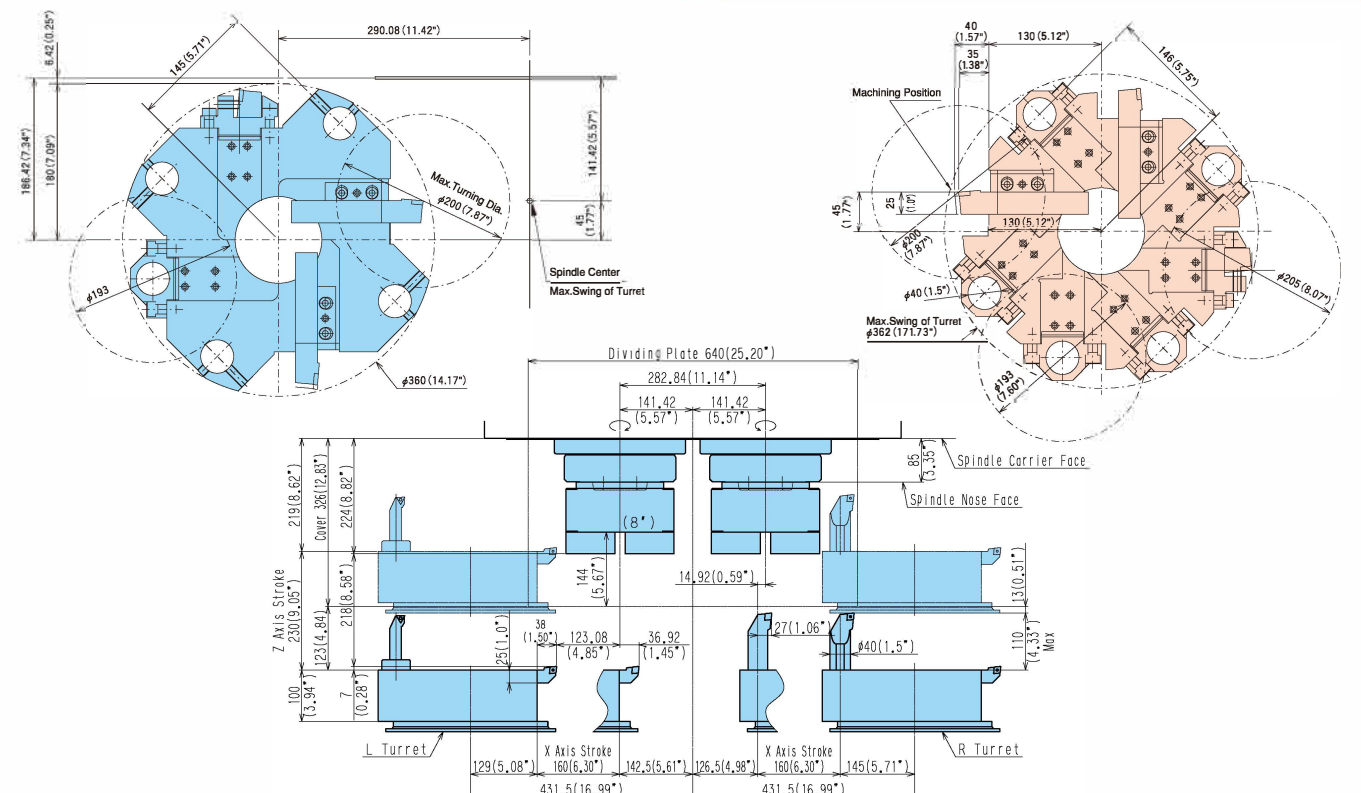 290.08 (11.42")
6.42 (0.25")
145 (5.71")
186.42 (7.34")
180 (7.09")
141.42 (5.57")
45
(1.77")
Max.Turning Dia.
φ200 (7.87")
Spindle Center
Max.Swing of Turret
φ193
φ360 (14.17")
40
(1.57")
130 (5.12")
35
(1.38")
146 (5.75")
Machining Position
45
(1.77")
25
(1.0")
130 (5.12")
φ200
(7.87")
φ40 (1.5")
φ205 (8.07")
Max.Swing of Turret
φ362 (171.73")
φ193
(7.60")
Dividing Plate 640(25.20")
282.84(11.14")
141.42
(5.57")
141.42
(5.57")
85
(3.35")
Spindle Carrier Face
Spindle Nose Face
219(8.62")
Cover 326(12.83")
224(8.82")
(8")
144
(5.67")
14.92(0.59")
13(0.51")
Z Axis Stroke
230(9.05")
123(4.84)
218(8.58")
25(1.0")
38
(1.50")
123.08
(4.85")
36.92
(1.45")
27(1.06")
φ40(1.5")
110
(4.33")
Max
100
(3.94")
7
(0.28")
L Turret
R Turret
X Axis Stroke
X Axis Stroke
129(5.08")
160(6.30")
142.5(5.61")
126.5(4.98")
160(6.30")
145(5.71")
431.5(16.99")
431.5(16.99")